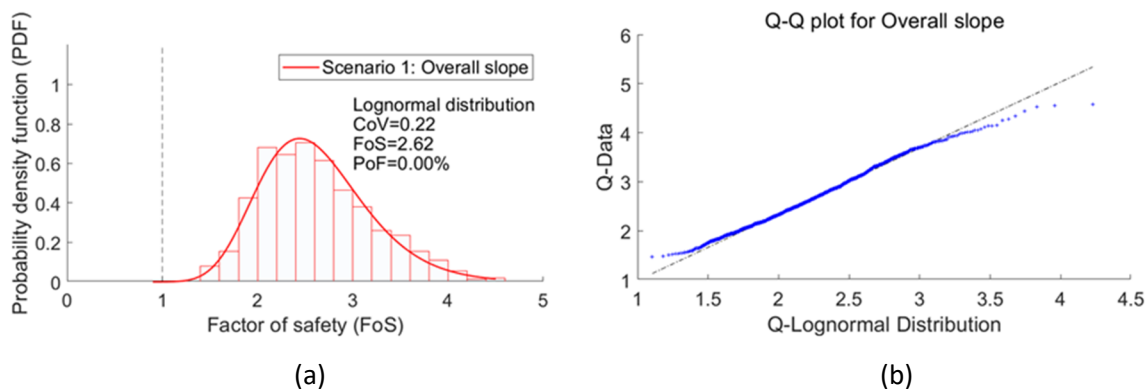 Probability density function (PDF)
1
0.8
0.6
0.4
0.2
0
Scenario 1: Overall slope
Lognormal distribution
CoV=0.22
FoS=2.62
PoF=0.00%
0 1 2 3 4 5
Factor of safety (FoS)
(a)
Q-Q plot for Overall slope
Q-Data
6
5
4
3
2
1
1 1.5 2 2.5 3 3.5 4 4.5
Q-Lognormal Distribution
(b)